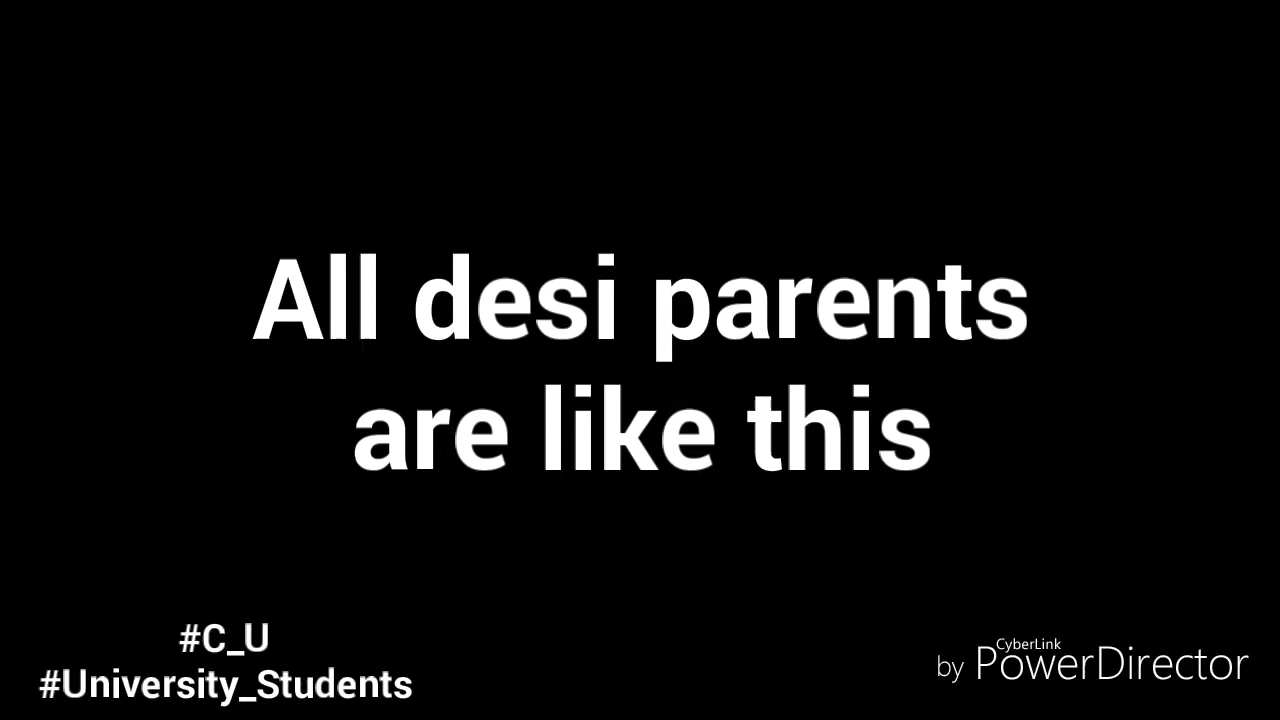 All desi parents
are like this
#C_U
#University_Students
CyberLink
by PowerDirector